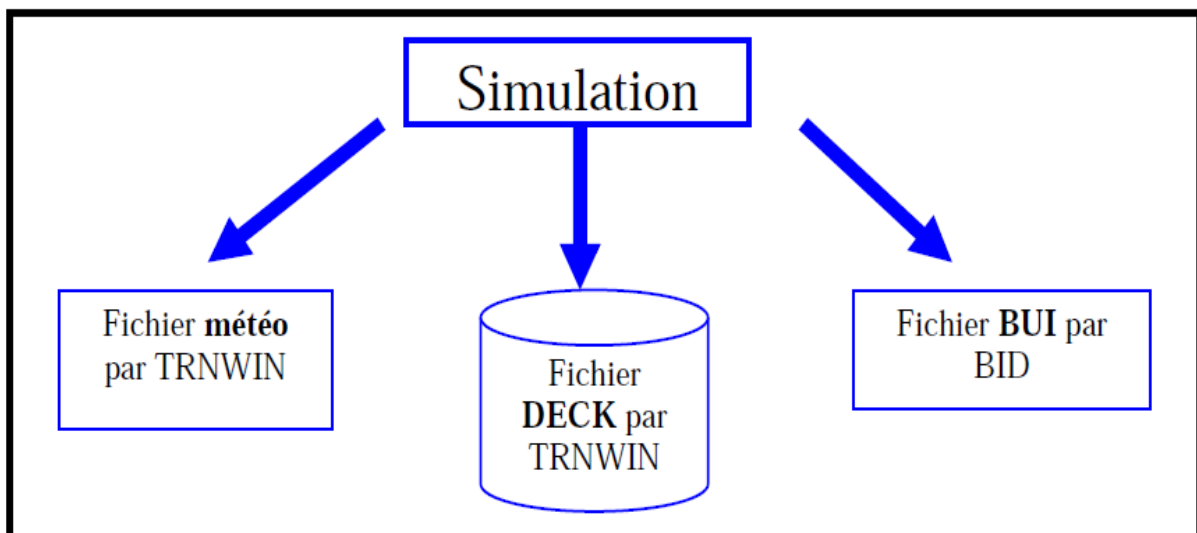 Simulation
Fichier météo
par TRNWIN
Fichier
DECK par
TRNWIN
Fichier BUI par
BID